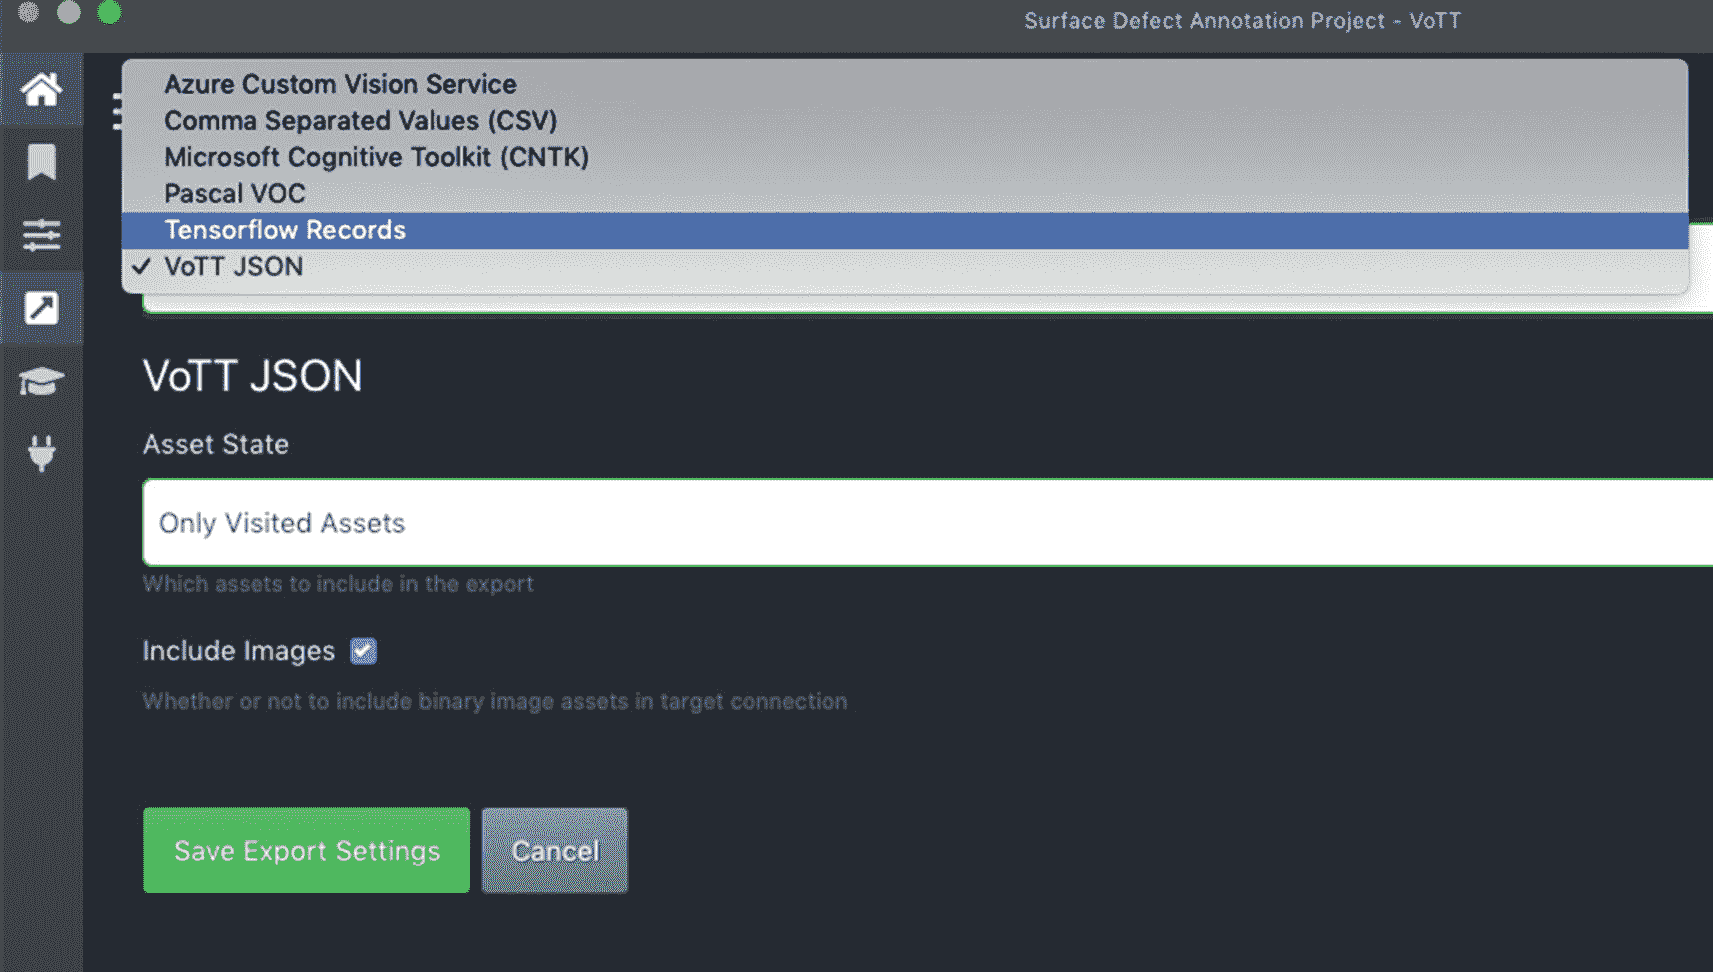 Surface Defect Annotation Project - VoTT
Azure Custom Vision Service
Comma Separated Values (CSV)
Microsoft Cognitive Toolkit (CNTK)
Pascal VOC
Tensorflow Records
✓ VoTT JSON
VoTT JSON
Asset State
Only Visited Assets
Which assets to include in the export
Include Images
Whether or not to include binary image assets in target connection
Save Export Settings
Cancel